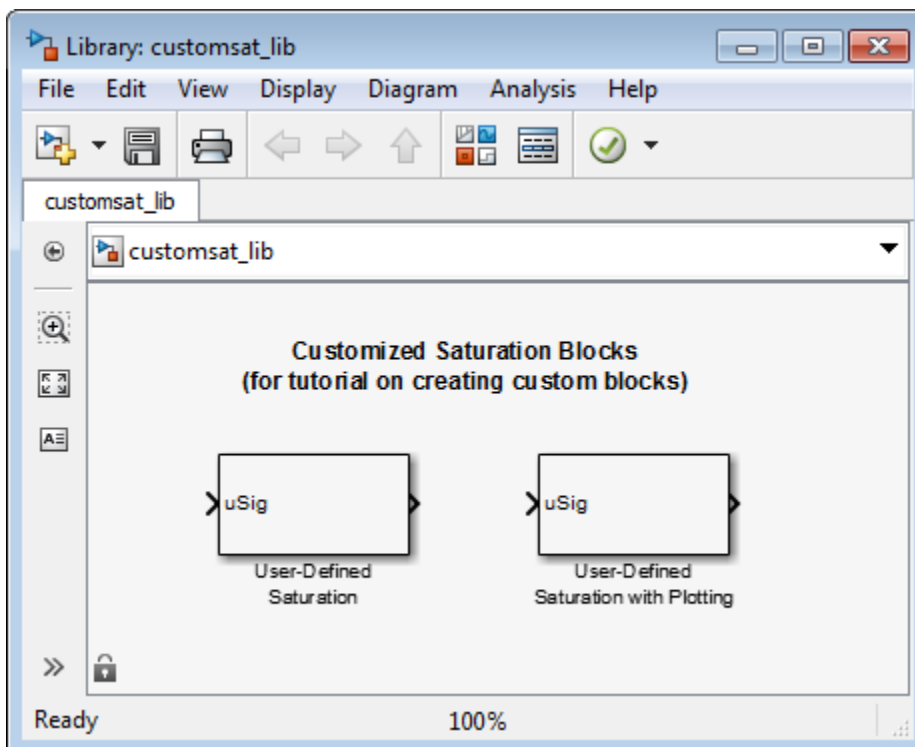 Library: customsat_lib
File Edit View Display Diagram Analysis Help
customsat_lib
customsat_lib
Customized Saturation Blocks
(for tutorial on creating custom blocks)
uSig uSig
User-Defined User-Defined
Saturation Saturation with Plotting
Ready 100%